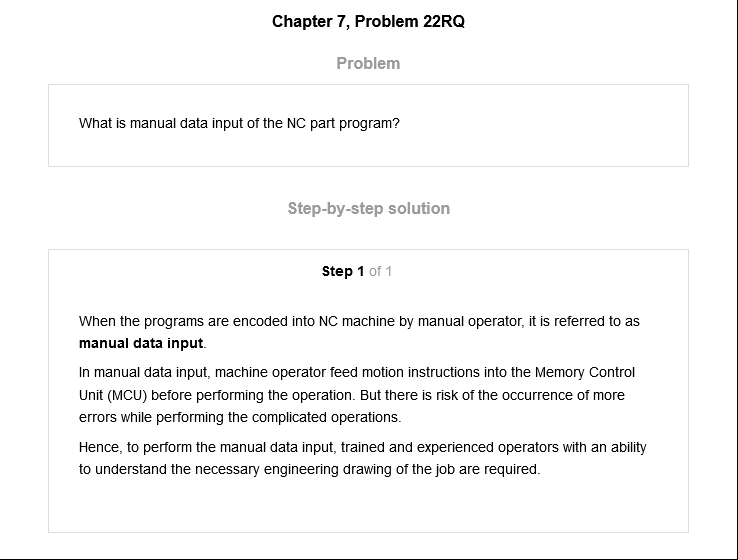 Chapter 7, Problem 22RQ
Problem
What is manual data input of the NC part program?
Step-by-step solution
Step 1 of 1
When the programs are encoded into NC machine by manual operator, it is referred to as
manual data input.
In manual data input, machine operator feed motion instructions into the Memory Control
Unit (MCU) before performing the operation. But there is risk of the occurrence of more
errors while performing the complicated operations.
Hence, to perform the manual data input, trained and experienced operators with an ability
to understand the necessary engineering drawing of the job are required.